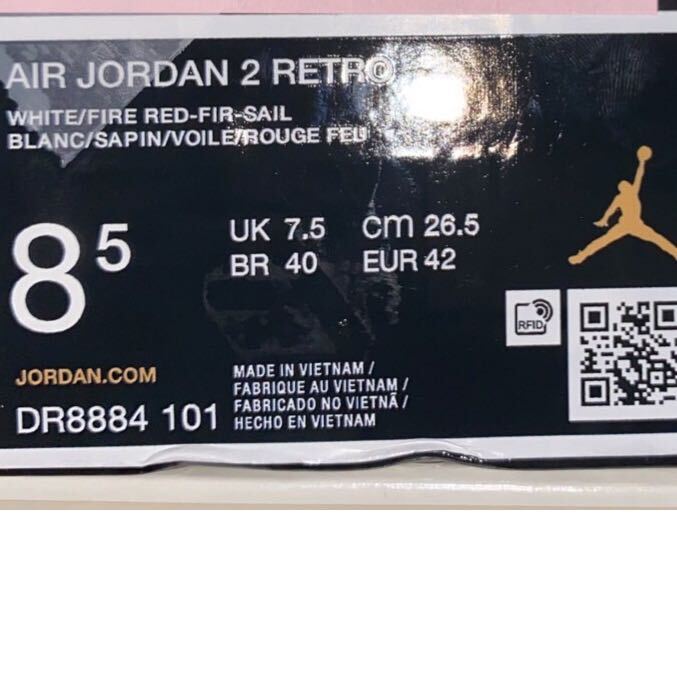 AIR JORDAN 2 RETRO
WHITE/FIRE RED-FIR-SAIL
BLANC/SAPIN/VOILE/ROUGE FEU
8 5
UK 7.5 CM 26.5
BR 40 EUR 42
RFID
JORDAN.COM
DR8884 101
MADE IN VIETNAM /
FABRIQUE AU VIETNAM /
FABRICADO NO VIETNÃ /
HECHO EN VIETNAM